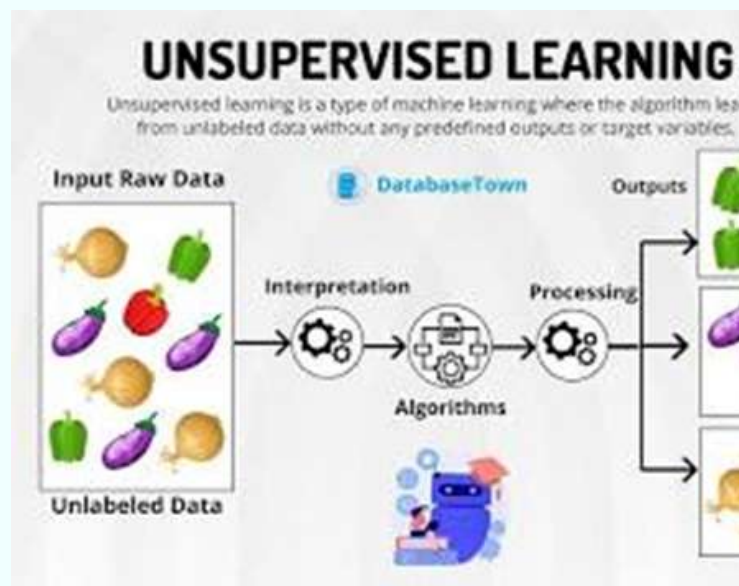 UNSUPERVISED LEARNING
Unsupervised learning is a type of machine learning where the algorithm
from unlabeled data without any predefined outputs or target variables.
Input Raw Data
DatabaseTown
Outputs
Interpretation
Processing
Algorithms
Unlabeled Data